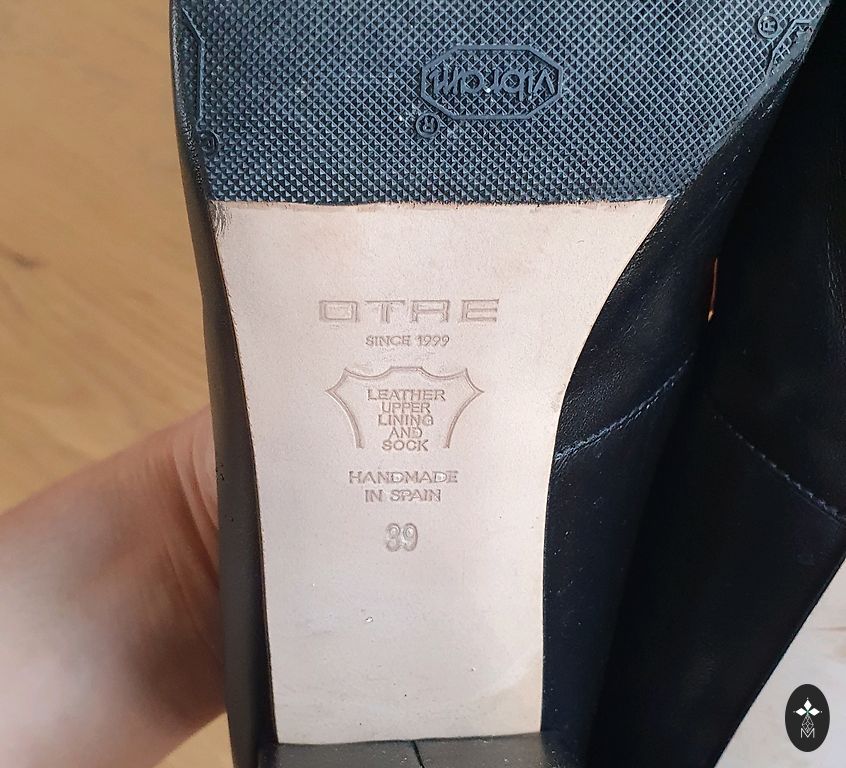 vibram
OTRE
SINCE 1999
LEATHER
UPPER
LINING
AND
SOCK
HANDMADE
IN SPAIN
39